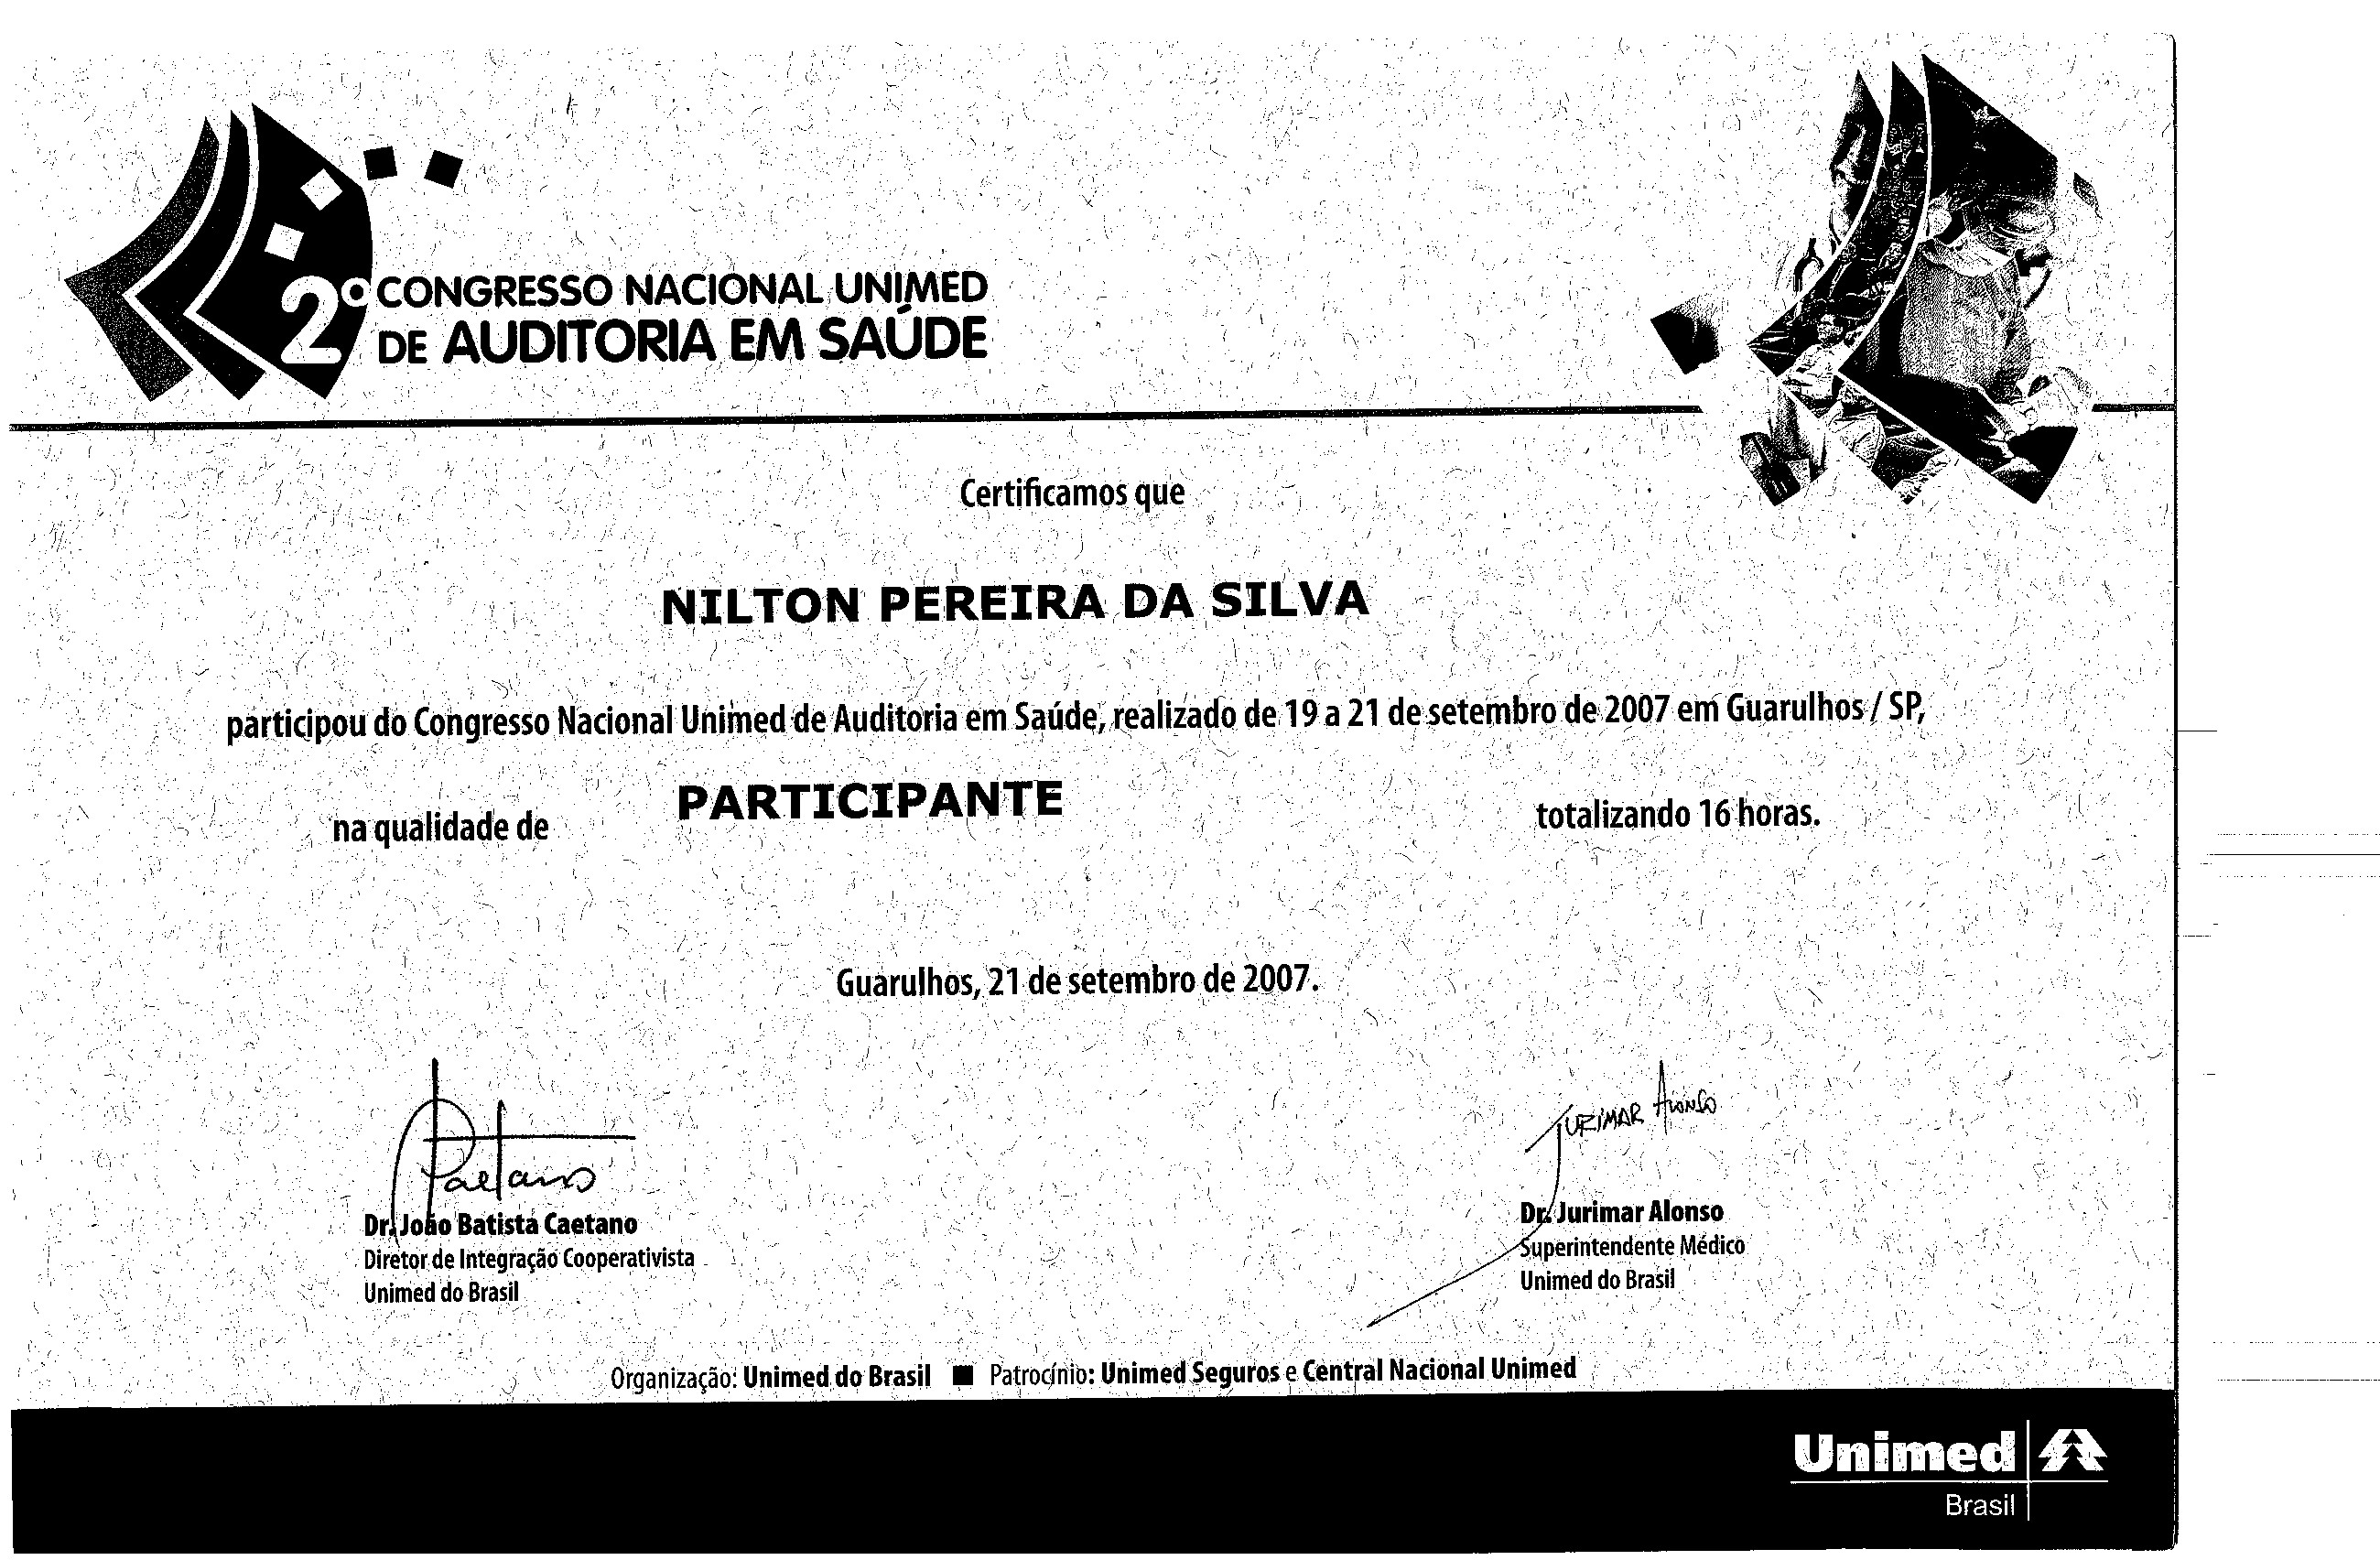 2º CONGRESSO NACIONAL UNIMED
DE AUDITORIA EM SAÚDE
Certificamos que
NILTON PEREIRA DA SILVA
participou do Congresso Nacional Unimed de Auditoria em Saúde, realizado de 19 a 21 de setembro de 2007 em Guarulhos / SP,
na qualidade de PARTICIPANTE totalizando 16 horas.
Guarulhos, 21 de setembro de 2007.
Caetano
JURIMAR Alonso
Dr. João Batista Caetano
Diretor de Integração Cooperativista
Unimed do Brasil
Dr. Jurimar Alonso
Superintendente Médico
Unimed do Brasil
Organização: Unimed do Brasil ■ Patrocínio: Unimed Seguros e Central Nacional Unimed
Unimed
Brasil